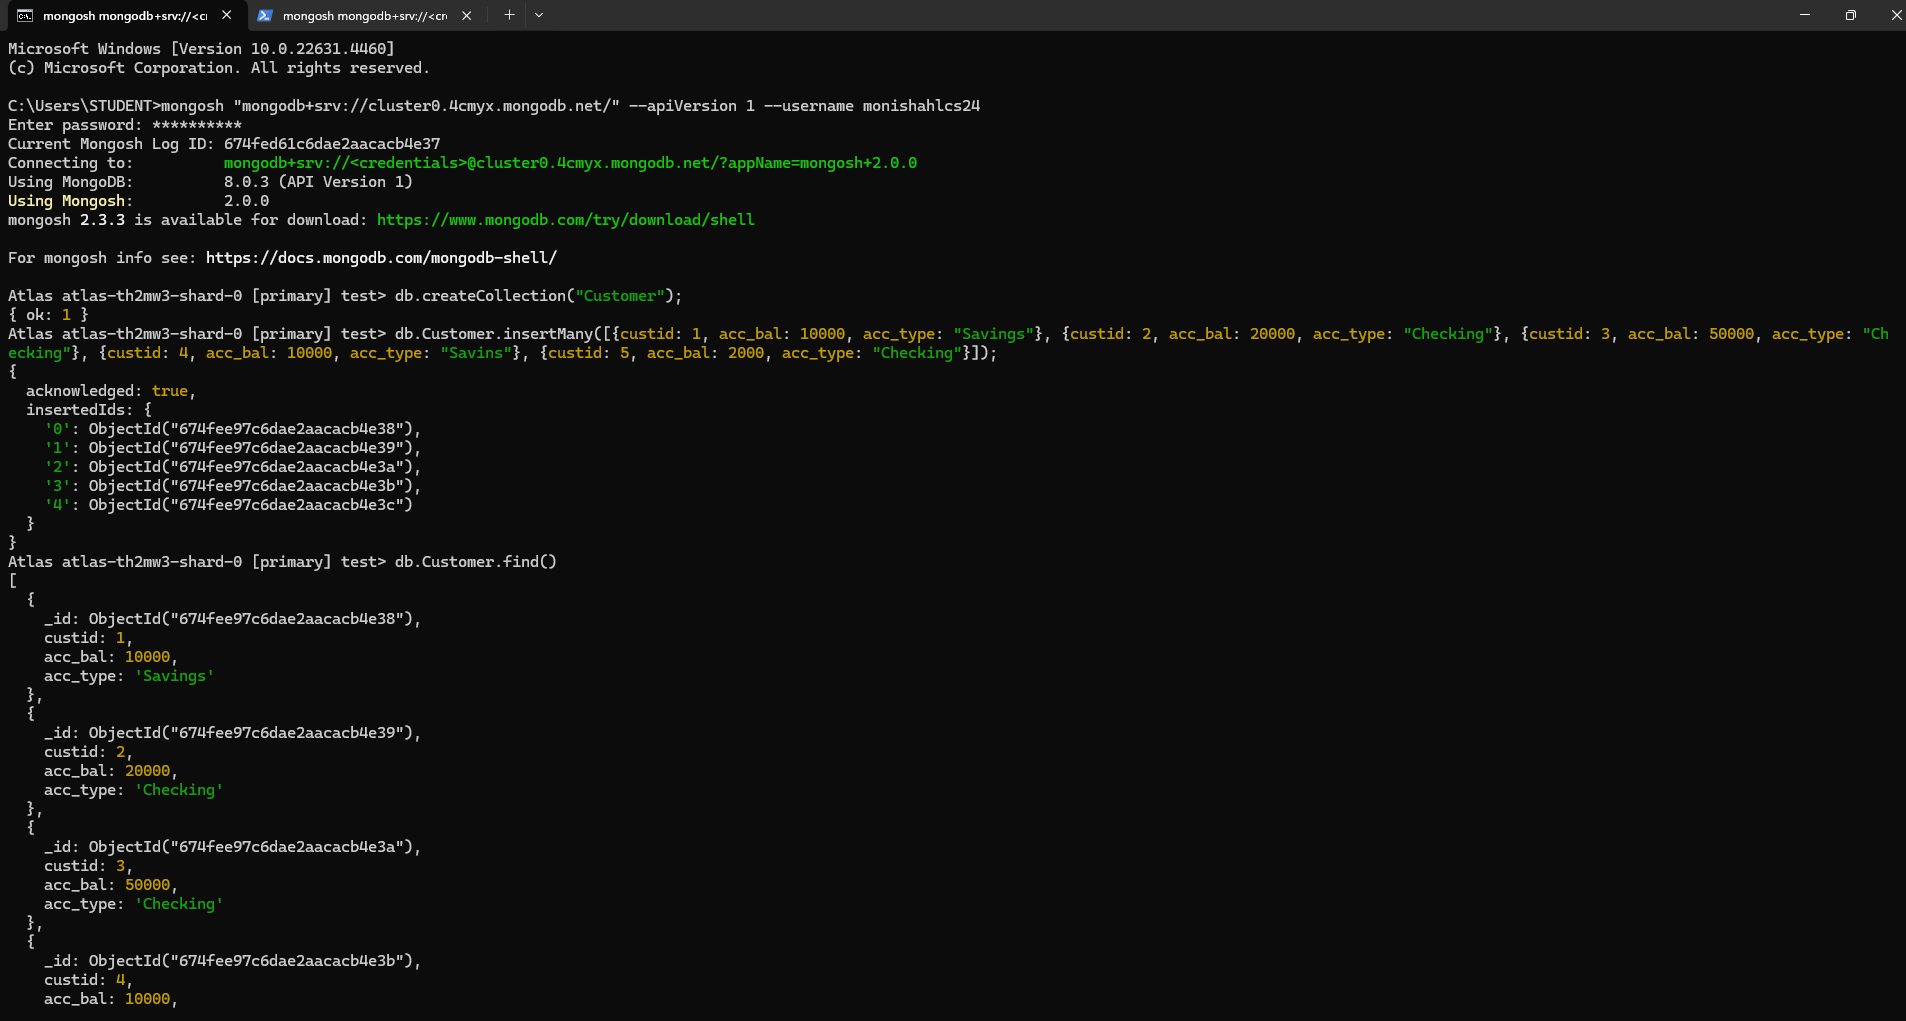 mongosh mongodb+srv://<cr
mongosh mongodb+srv://<cr
Microsoft Windows [Version 10.0.22631.4460]
(c) Microsoft Corporation. All rights reserved.
C:\Users\STUDENT>mongosh "mongodb+srv://cluster0.4cmyx.mongodb.net/" --apiVersion 1 --username monishahlcs24
Enter password: **********
Current Mongosh Log ID: 674fed61c6dae2aacacb4e37
Connecting to:          mongodb+srv://<credentials>@cluster0.4cmyx.mongodb.net/?appName=mongosh+2.0.0
Using MongoDB:          8.0.3 (API Version 1)
Using Mongosh:          2.0.0
mongosh 2.3.3 is available for download: https://www.mongodb.com/try/download/shell
For mongosh info see: https://docs.mongodb.com/mongodb-shell/
Atlas atlas-th2mw3-shard-0 [primary] test> db.createCollection("Customer");
{ ok: 1 }
Atlas atlas-th2mw3-shard-0 [primary] test> db.Customer.insertMany([{custid: 1, acc_bal: 10000, acc_type: "Savings"}, {custid: 2, acc_bal: 20000, acc_type: "Checking"}, {custid: 3, acc_bal: 50000, acc_type: "Ch
ecking"}, {custid: 4, acc_bal: 10000, acc_type: "Savins"}, {custid: 5, acc_bal: 2000, acc_type: "Checking"}]);
{
  acknowledged: true,
  insertedIds: {
    '0': ObjectId("674fee97c6dae2aacacb4e38"),
    '1': ObjectId("674fee97c6dae2aacacb4e39"),
    '2': ObjectId("674fee97c6dae2aacacb4e3a"),
    '3': ObjectId("674fee97c6dae2aacacb4e3b"),
    '4': ObjectId("674fee97c6dae2aacacb4e3c")
  }
}
Atlas atlas-th2mw3-shard-0 [primary] test> db.Customer.find()
[
  {
    _id: ObjectId("674fee97c6dae2aacacb4e38"),
    custid: 1,
    acc_bal: 10000,
    acc_type: 'Savings'
  },
  {
    _id: ObjectId("674fee97c6dae2aacacb4e39"),
    custid: 2,
    acc_bal: 20000,
    acc_type: 'Checking'
  },
  {
    _id: ObjectId("674fee97c6dae2aacacb4e3a"),
    custid: 3,
    acc_bal: 50000,
    acc_type: 'Checking'
  },
  {
    _id: ObjectId("674fee97c6dae2aacacb4e3b"),
    custid: 4,
    acc_bal: 10000,